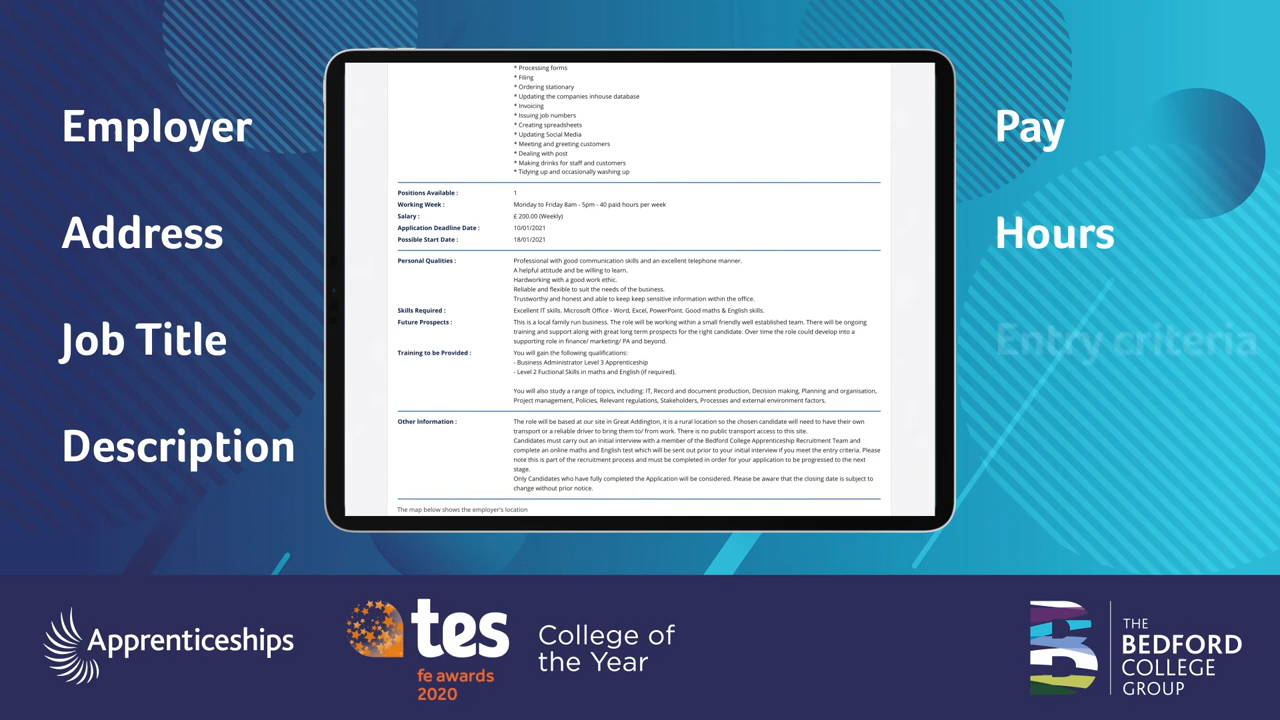 Employer
Address
Job Title
Description
* Processing forms
* Filing
* Ordering stationary
* Updating the companies inhouse database
* Invoicing
* Issuing job numbers
* Creating spreadsheets
* Updating Social Media
* Meeting and greeting customers
* Dealing with post
* Making drinks for staff and customers
* Tidying up and occasionally washing up
Positions Available : 1
Working Week : Monday to Friday 8am - 5pm - 40 paid hours per week
Salary : £ 200.00 (Weekly)
Application Deadline Date : 10/01/2021
Possible Start Date : 18/01/2021
Personal Qualities : Professional with good communication skills and an excellent telephone manner.
A helpful attitude and be willing to learn.
Hardworking with a good work ethic.
Reliable and flexible to suit the needs of the business.
Trustworthy and honest and able to keep keep sensitive information within the office.
Skills Required : Excellent IT skills. Microsoft Office - Word, Excel, PowerPoint. Good maths & English skills.
Future Prospects : This is a local family run business. The role will be working within a small friendly well established team. There will be ongoing
training and support along with great long term prospects for the right candidate. Over time the role could develop into a
supporting role in finance/ marketing/ PA and beyond.
Training to be Provided : You will gain the following qualifications:
- Business Administrator Level 3 Apprenticeship
- Level 2 Fuctional Skills in maths and English (if required).
You will also study a range of topics, including: IT, Record and document production, Decision making, Planning and organisation,
Project management, Policies, Relevant regulations, Stakeholders, Processes and external environment factors.
Other Information : The role will be based at our site in Great Addington, it is a rural location so the chosen candidate will need to have their own
transport or a reliable driver to bring them to/ from work. There is no public transport access to this site.
Candidates must carry out an initial interview with a member of the Bedford College Apprenticeship Recruitment Team and
complete an online maths and English test which will be sent out prior to your initial interview if you meet the entry criteria. Please
note this is part of the recruitment process and must be completed in order for your application to be progressed to the next
stage.
Only Candidates who have fully completed the Application will be considered. Please be aware that the closing date is subject to
change without prior notice.
The map below shows the employer's location
Pay
Hours
Apprenticeships
tes
fe awards
2020
College of
the Year
THE
BEDFORD
COLLEGE
GROUP